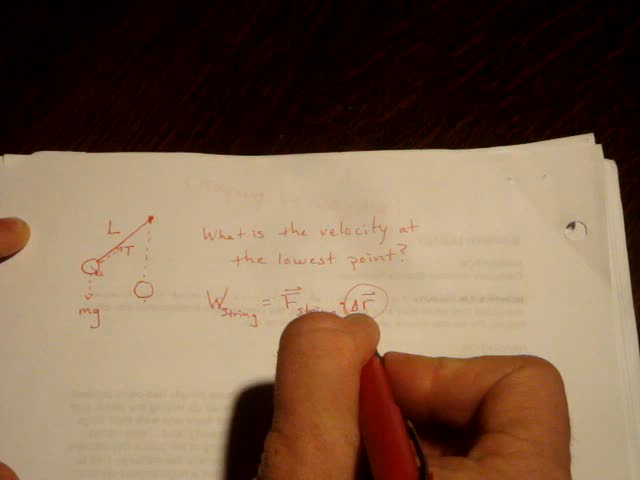 L
T
mg
What is the velocity at
the lowest point?
W string = F⃗ string · Δr⃗